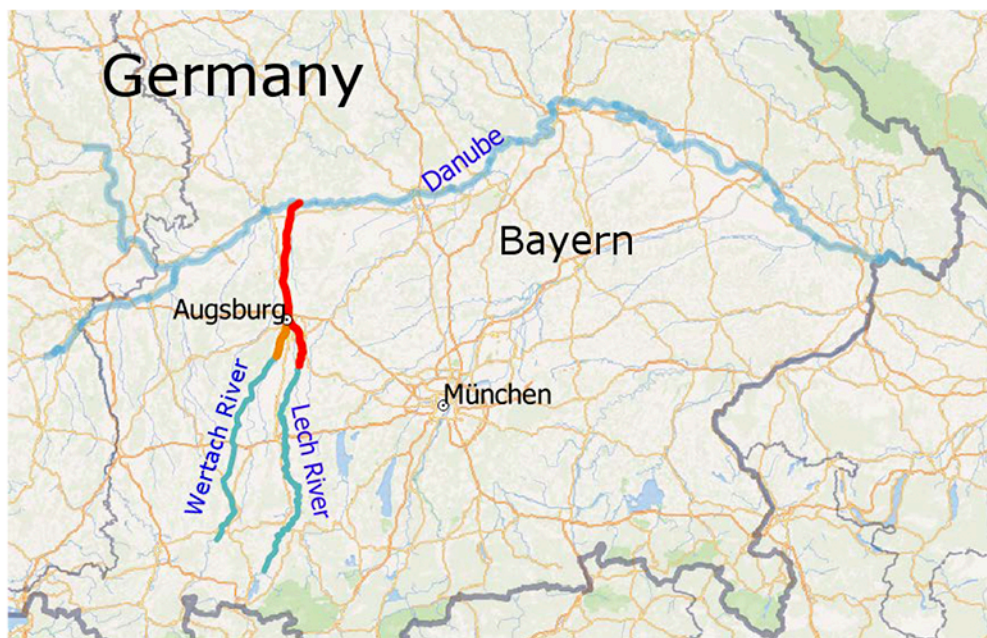 Germany
Danube
Bayern
Augsburg
München
Wertach River
Lech River